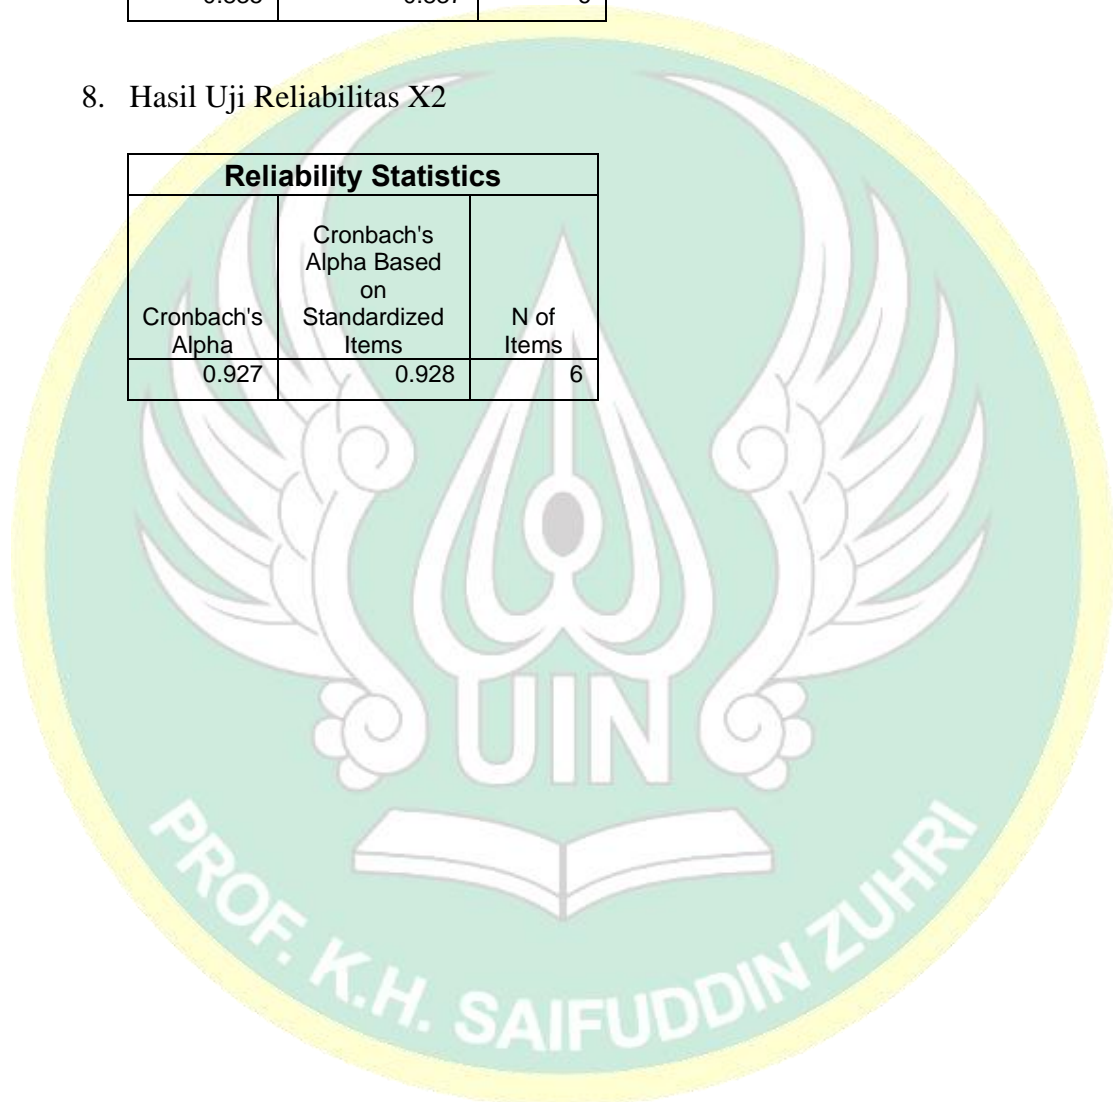 8. Hasil Uji Reliabilitas X2
Reliability Statistics
Cronbach's Alpha
Cronbach's Alpha Based on Standardized Items
N of Items
0.927 0.928 6
UIN
PROF. K.H. SAIFUDDIN ZUHRI